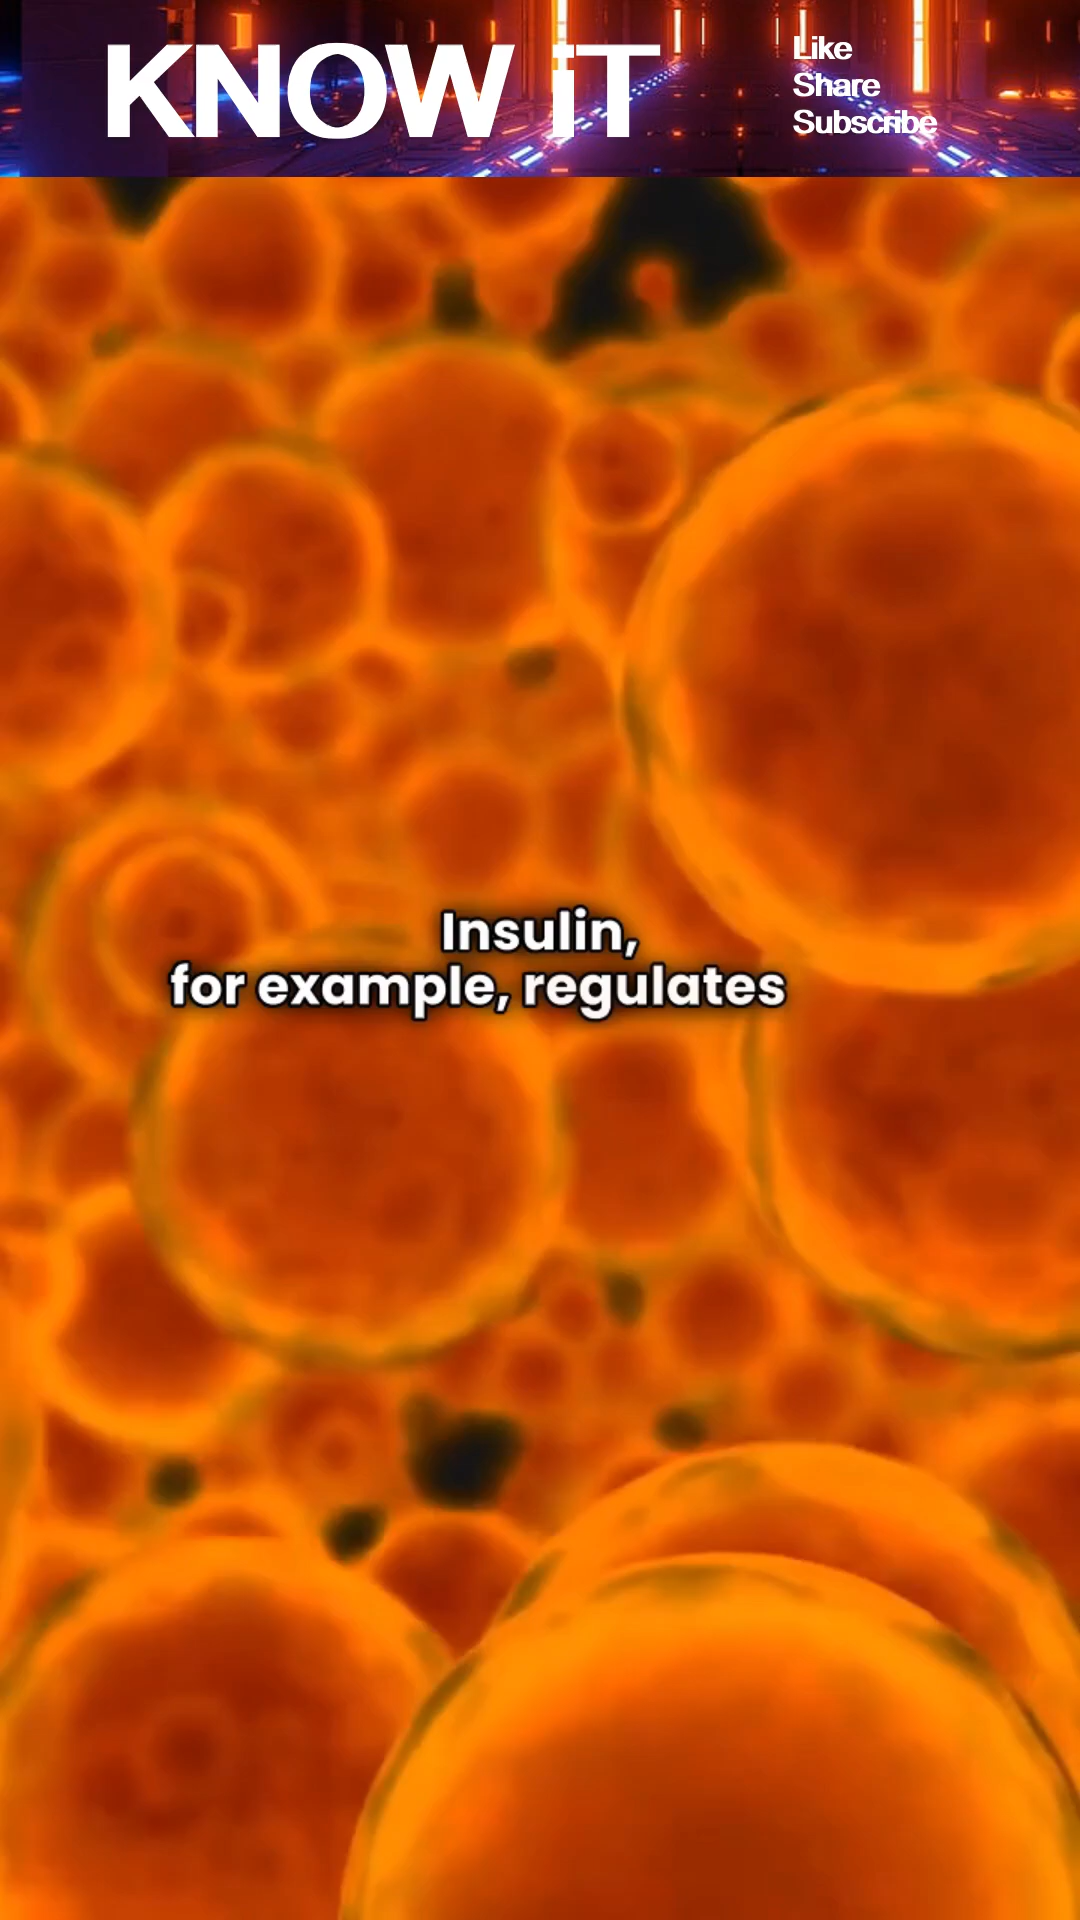 KNOW iT
Like
Share
Subscribe
Insulin,
for example, regulates